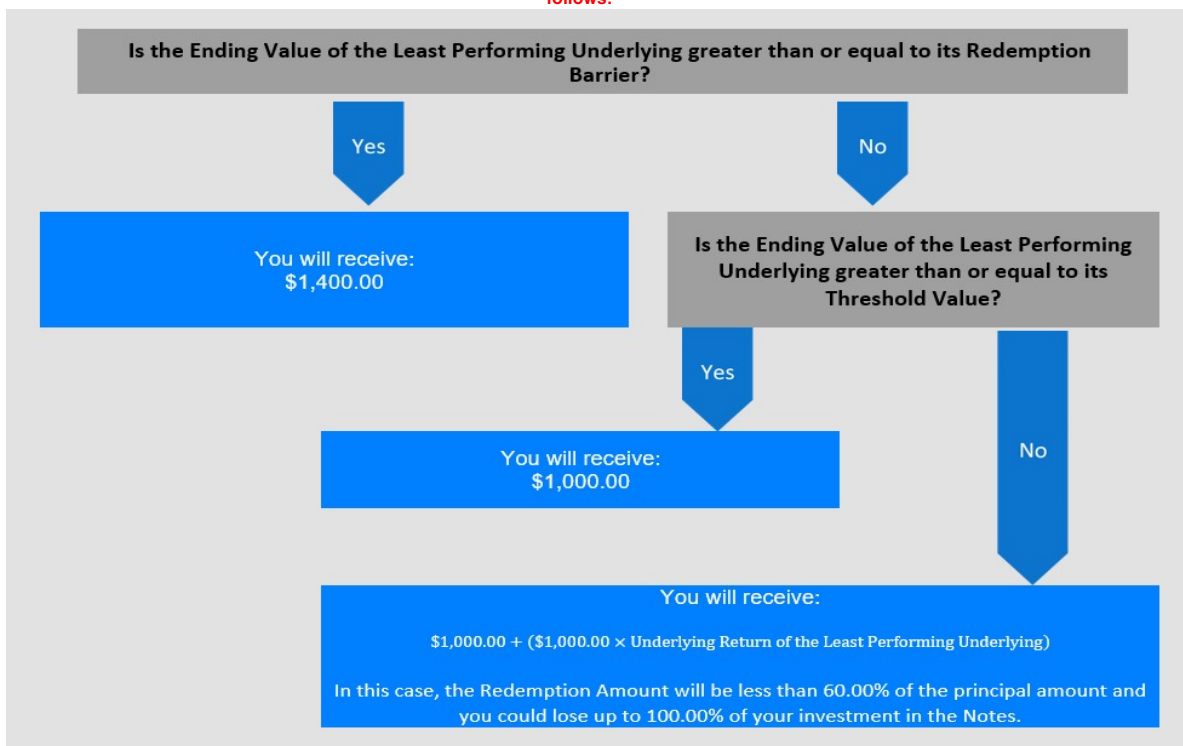 follows:
Is the Ending Value of the Least Performing Underlying greater than or equal to its Redemption
Barrier?
Yes
No
You will receive:
$1,400.00
Is the Ending Value of the Least Performing
Underlying greater than or equal to its
Threshold Value?
Yes
No
You will receive:
$1,000.00
You will receive:
$1,000.00 + ($1,000.00 × Underlying Return of the Least Performing Underlying)
In this case, the Redemption Amount will be less than 60.00% of the principal amount and
you could lose up to 100.00% of your investment in the Notes.